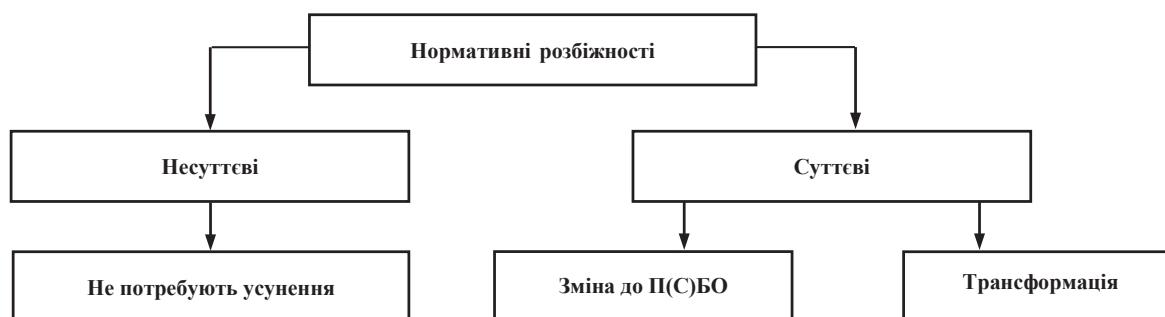 Нормативні розбіжності
Несуттєві
Суттєві
Не потребують усунення
Зміна до П(С)БО
Трансформація